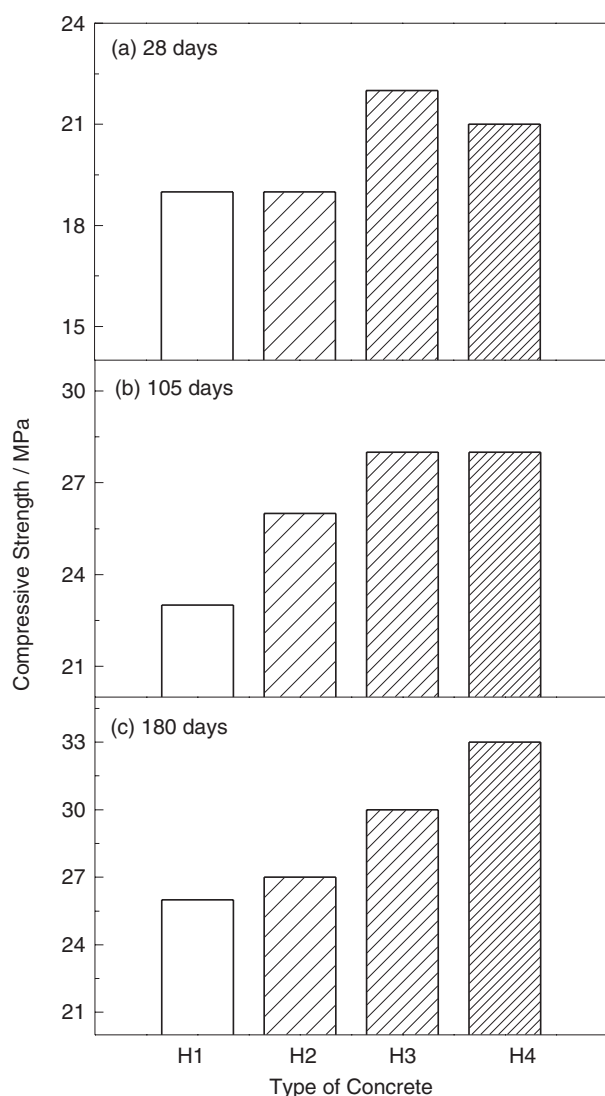 24
(a) 28 days
21
18
15
30
(b) 105 days
27
24
21
Compressive Strength / MPa
(c) 180 days
33
30
27
24
21
H1 H2 H3 H4
Type of Concrete